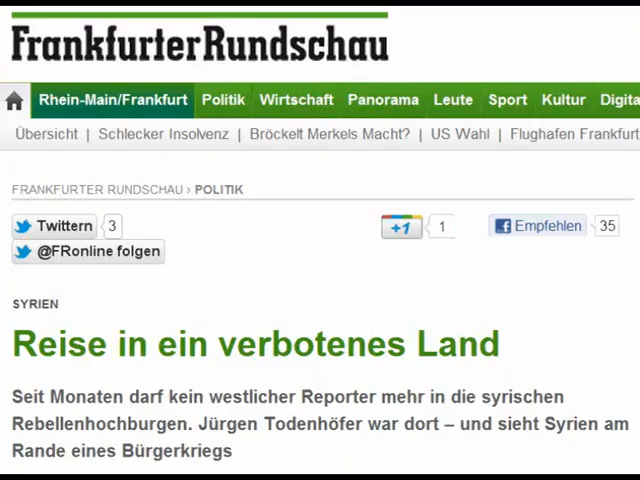 Frankfurter Rundschau
Rhein-Main/Frankfurt Politik Wirtschaft Panorama Leute Sport Kultur Digita
Übersicht | Schlecker Insolvenz | Bröckelt Merkels Macht? | US Wahl | Flughafen Frankfurt
FRANKFURTER RUNDSCHAU › POLITIK
Twittern 3 +1 1 Empfehlen 35
@FRonline folgen
SYRIEN
Reise in ein verbotenes Land
Seit Monaten darf kein westlicher Reporter mehr in die syrischen
Rebellenhochburgen. Jürgen Todenhöfer war dort – und sieht Syrien am
Rande eines Bürgerkriegs